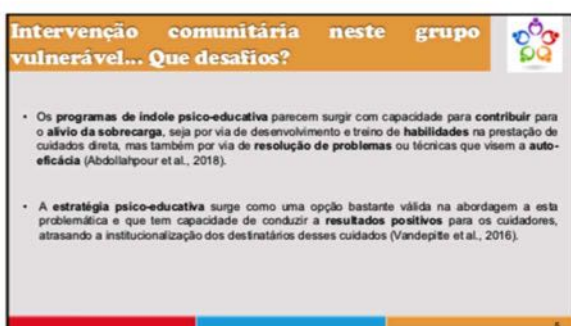 Intervenção comunitária neste grupo
vulnerável... Que desafios?
• Os programas de índole psico-educativa parecem surgir com capacidade para contribuir para
o alívio da sobrecarga, seja por via de desenvolvimento e treino de habilidades na prestação de
cuidados direta, mas também por via de resolução de problemas ou técnicas que visem a auto-
eficácia (Abdollahpour et al., 2018).
• A estratégia psico-educativa surge como uma opção bastante válida na abordagem a esta
problemática e que tem capacidade de conduzir a resultados positivos para os cuidadores,
atrasando a institucionalização dos destinatários desses cuidados (Vandepitte et al., 2016).